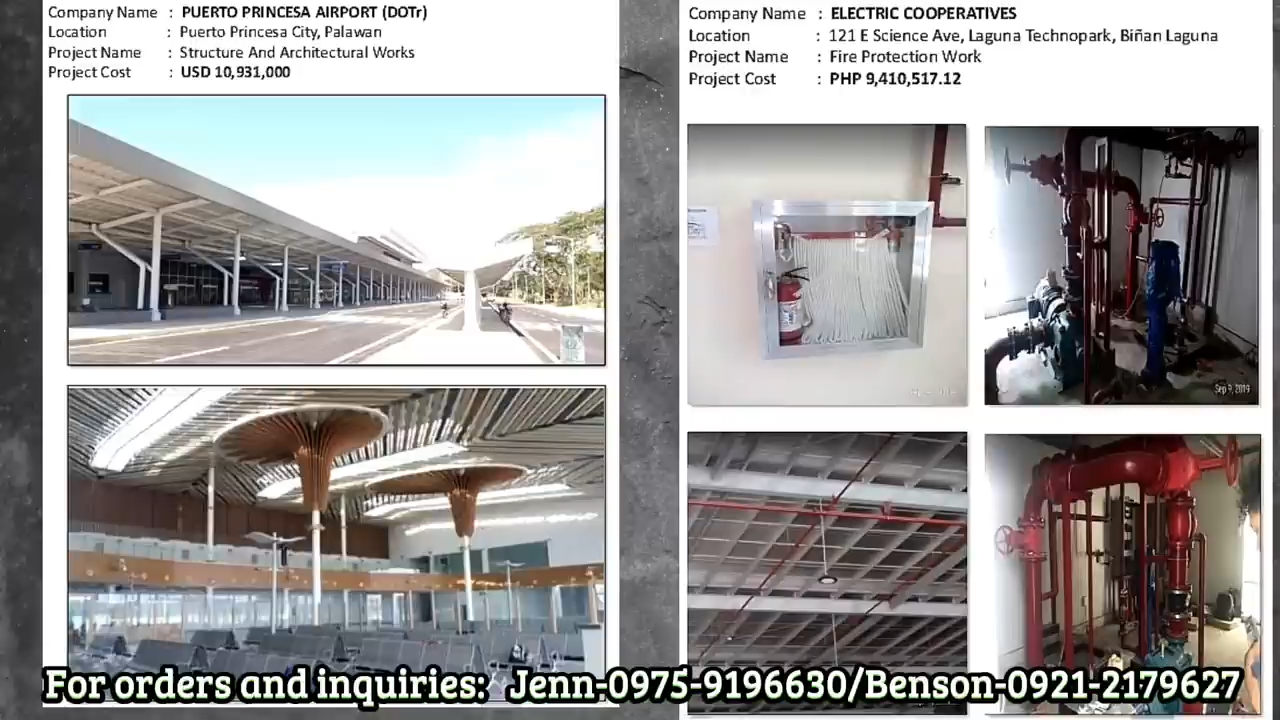 Company Name : PUERTO PRINCESA AIRPORT (DOTr)
Location : Puerto Princesa City, Palawan
Project Name : Structure And Architectural Works
Project Cost : USD 10,931,000
Company Name : ELECTRIC COOPERATIVES
Location : 121 E Science Ave, Laguna Technopark, Biñan Laguna
Project Name : Fire Protection Work
Project Cost : PHP 9,410,517.12
Sep 9, 2019
For orders and inquiries: Jenn-0975-9196630/Benson-0921-2179627